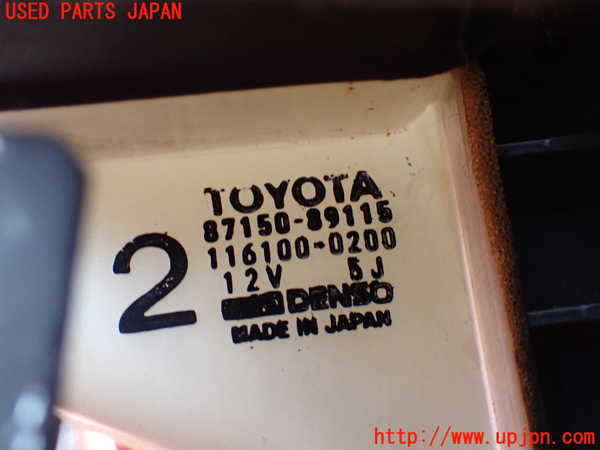 USED PARTS JAPAN
TOYOTA
87150-89115
116100-0200
12V 5J
2
DENSO
MADE IN JAPAN
http://www.upjpn.com